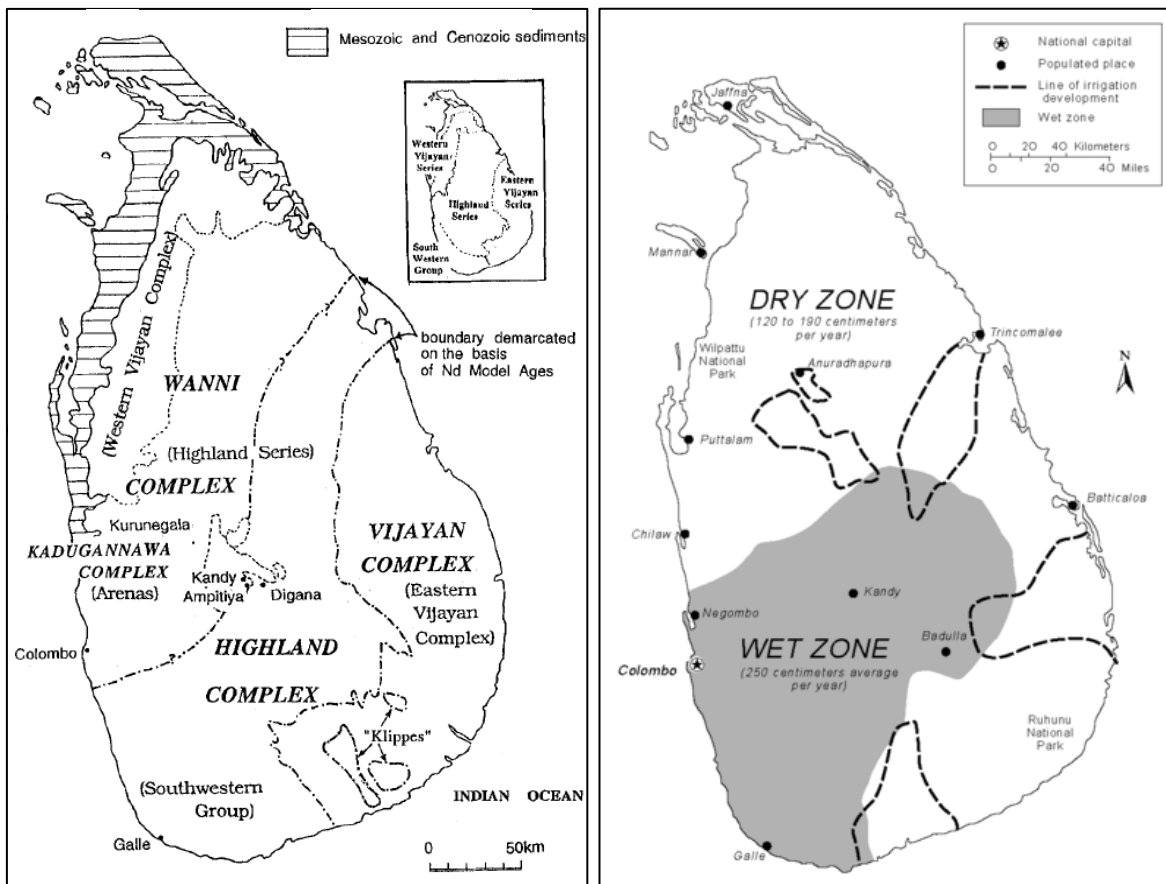 Mesozoic and Cenozoic sediments
Western
Vijayan
Series
Eastern
Vijayan
Series
Highland
Series
South
Western
Group
(Western Vijayan Complex)
boundary demarcated
on the basis
of Nd Model Ages
WANNI
(Highland Series)
COMPLEX
Kurunegala
KADUGANNAWA
COMPLEX
(Arenas)
VIJAYAN
COMPLEX
(Eastern
Vijayan
Complex)
Kandy
Ampitiya
Digana
HIGHLAND
Colombo
?
COMPLEX
"Klippes"
(Southwestern
Group)
INDIAN OCEAN
Galle
0 50km
National capital
Populated place
Line of irrigation
development
Wet zone
0 20 40 Kilometers
0 20 40 Miles
Jaffna
Mannar
DRY ZONE
(120 to 190 centimeters
per year)
Trincomalee
Wilpattu
National
Park
Anuradhapura
N
Puttalam
Batticaloa
Chilaw
Kandy
Negombo
WET ZONE
Badulla
Colombo
(250 centimeters average
per year)
Ruhunu
National
Park
Galle